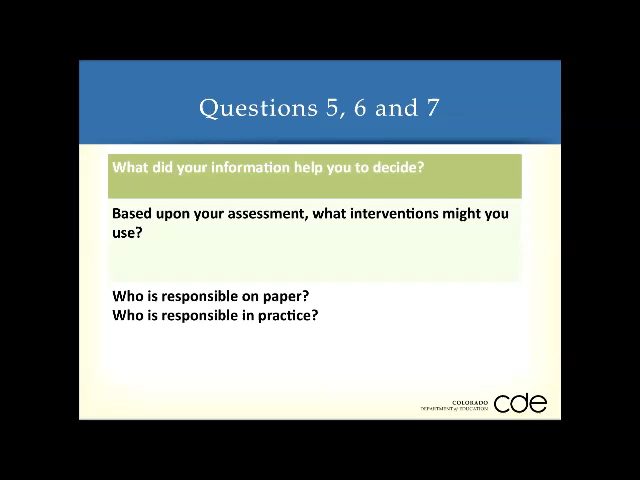 Questions 5, 6 and 7
What did your information help you to decide?
Based upon your assessment, what interventions might you
use?
Who is responsible on paper?
Who is responsible in practice?
COLORADO
DEPARTMENT of EDUCATION
cde